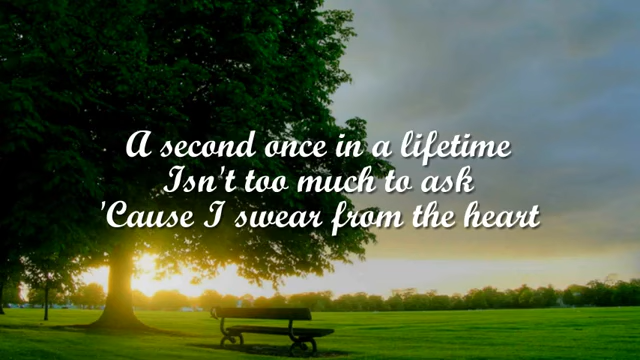 A second once in a lifetime
Isn't too much to ask
'Cause I swear from the heart